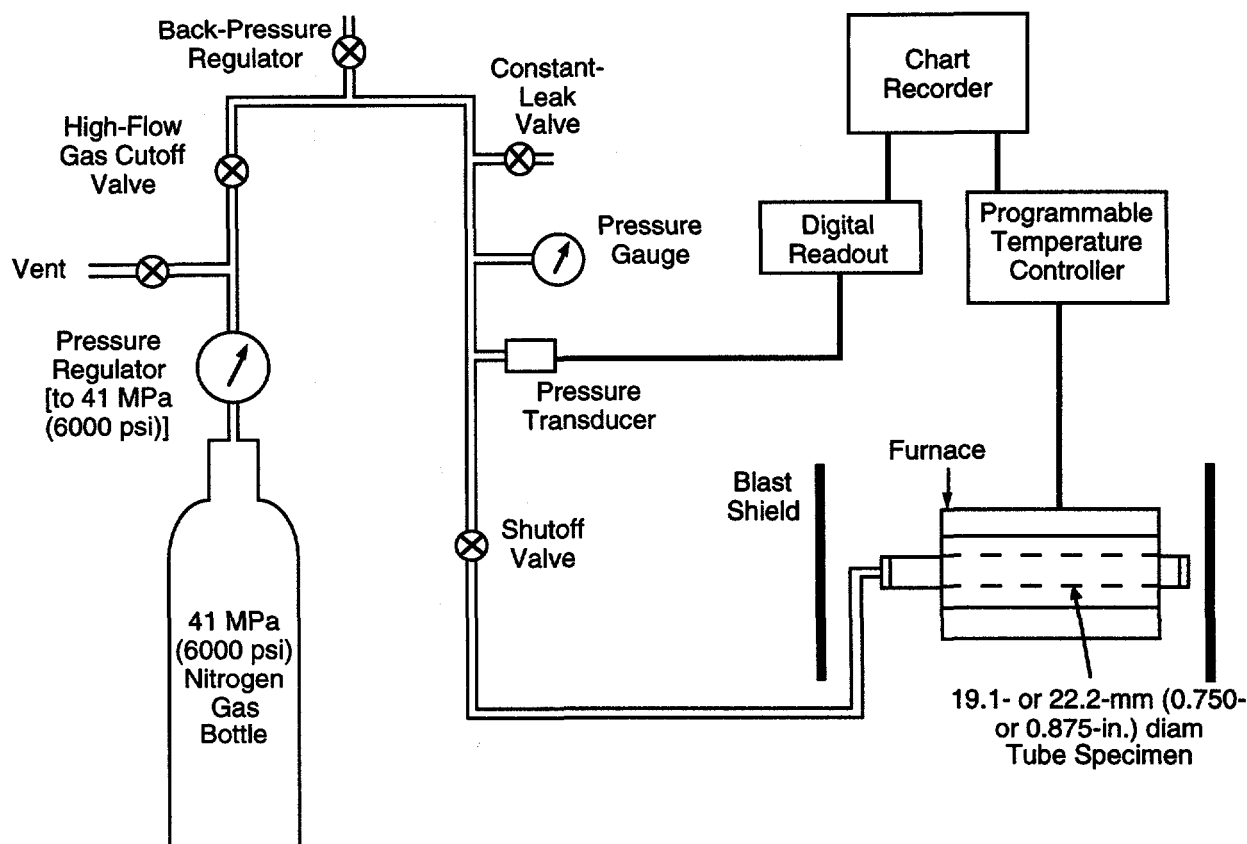 Back-Pressure
Regulator
Constant-
Leak
Valve
Chart
Recorder
High-Flow
Gas Cutoff
Valve
Digital
Readout
Programmable
Temperature
Controller
Pressure
Gauge
Vent
Pressure
Regulator
[to 41 MPa
(6000 psi)]
Pressure
Transducer
Furnace
Blast
Shield
Shutoff
Valve
41 MPa
(6000 psi)
Nitrogen
Gas
Bottle
19.1- or 22.2-mm (0.750-
or 0.875-in.) diam
Tube Specimen